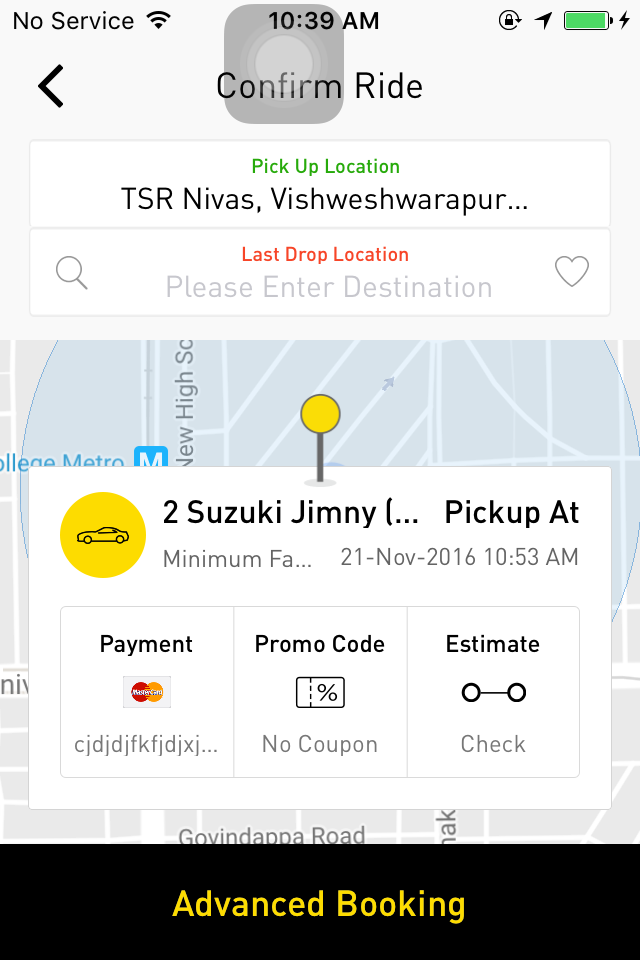 No Service 10:39 AM
Confirm Ride
Pick Up Location
TSR Nivas, Vishweshwarapur...
Last Drop Location
Please Enter Destination
New High Sc
ollege Metro M
2 Suzuki Jimny (... Pickup At
Minimum Fa... 21-Nov-2016 10:53 AM
Payment Promo Code Estimate
MasterCard %
cjdjdjfkfjdjxj... No Coupon Check
niv
Govindappa Road
nak
Advanced Booking